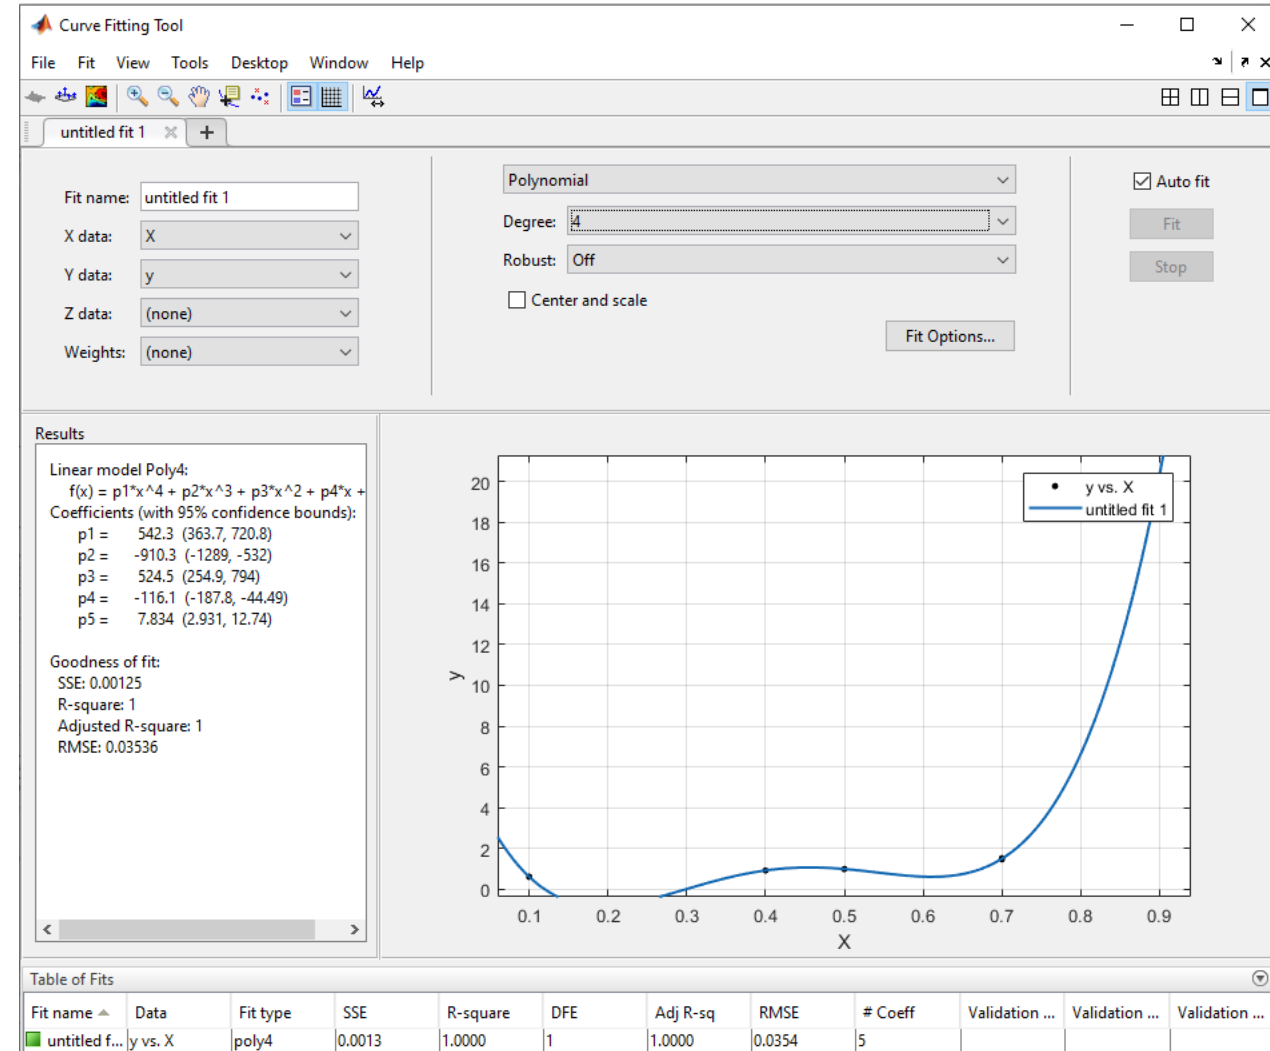 Curve Fitting Tool
File Fit View Tools Desktop Window Help
untitled fit 1
Fit name: untitled fit 1
X data: X
Y data: y
Z data: (none)
Weights: (none)
Polynomial
Degree: 4
Robust: Off
Center and scale
Fit Options...
Auto fit
Fit
Stop
Results
Linear model Poly4:
f(x) = p1*x^4 + p2*x^3 + p3*x^2 + p4*x +
Coefficients (with 95% confidence bounds):
p1 = 542.3 (363.7, 720.8)
p2 = -910.3 (-1289, -532)
p3 = 524.5 (254.9, 794)
p4 = -116.1 (-187.8, -44.49)
p5 = 7.834 (2.931, 12.74)
Goodness of fit:
SSE: 0.00125
R-square: 1
Adjusted R-square: 1
RMSE: 0.03536
20
18
16
14
12
10
8
6
4
2
0
y
y vs. X
untitled fit 1
0.1 0.2 0.3 0.4 0.5 0.6 0.7 0.8 0.9
X
Table of Fits
Fit name Data Fit type SSE R-square DFE Adj R-sq RMSE # Coeff Validation ... Validation ... Validation ...
untitled f... y vs. X poly4 0.0013 1.0000 1 1.0000 0.0354 5